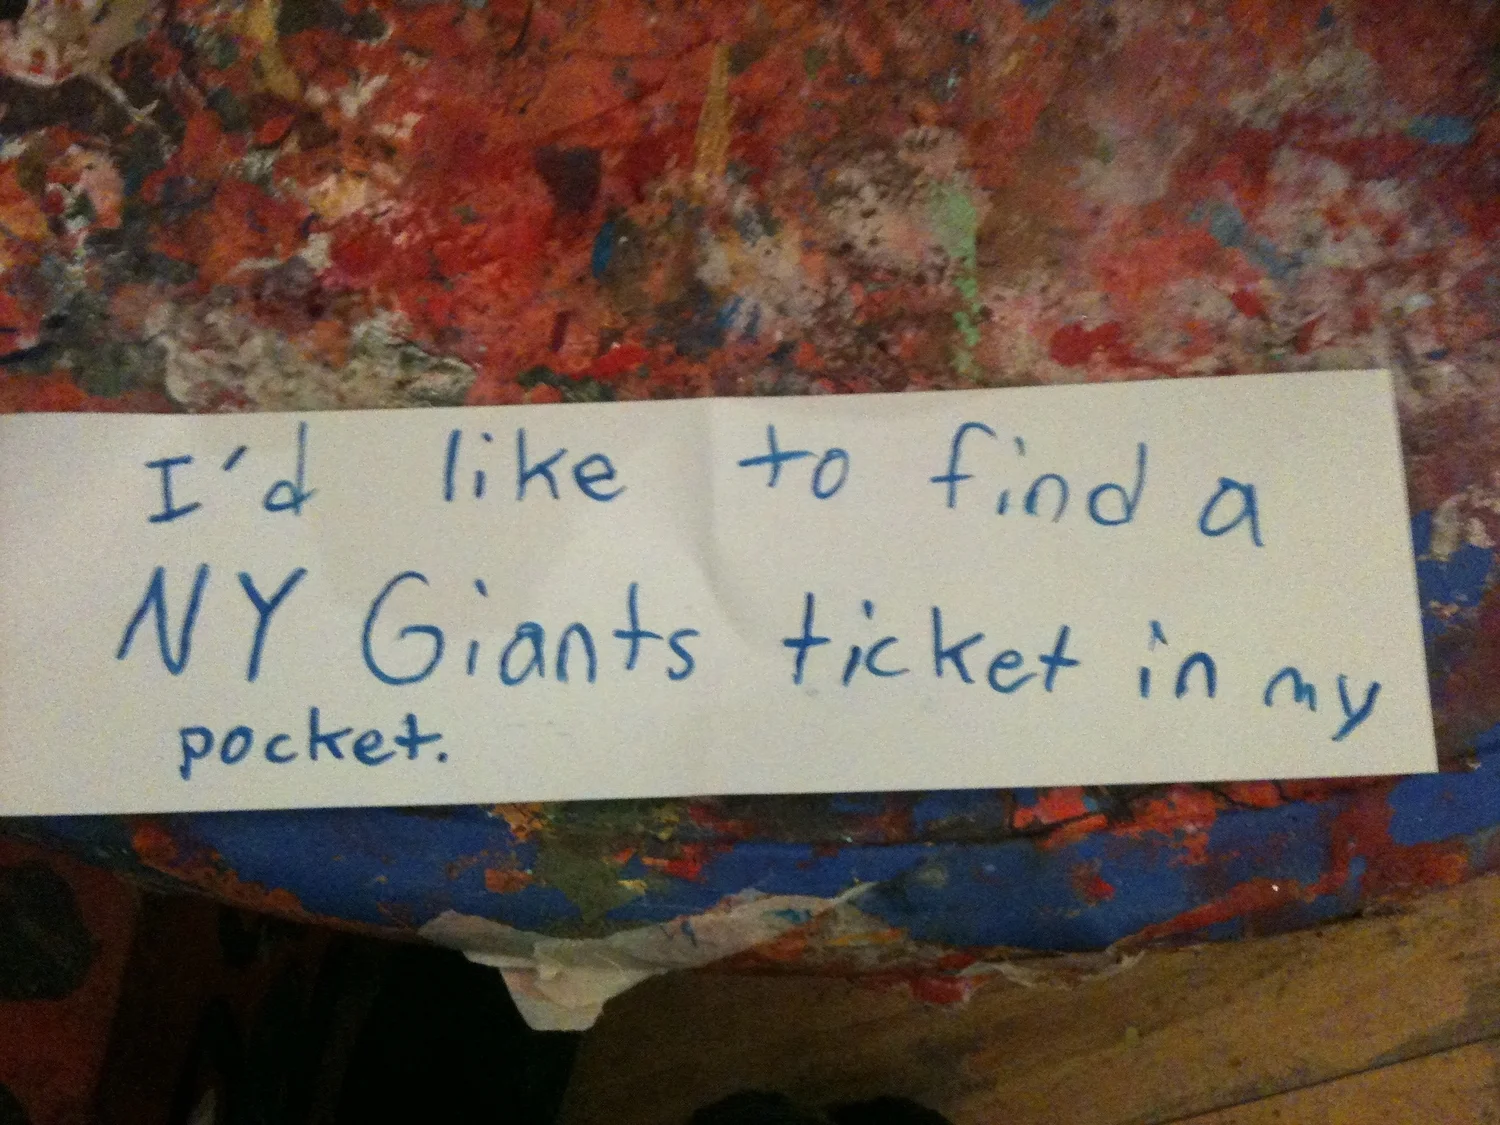 I'd like to find a
NY Giants ticket in my
pocket.